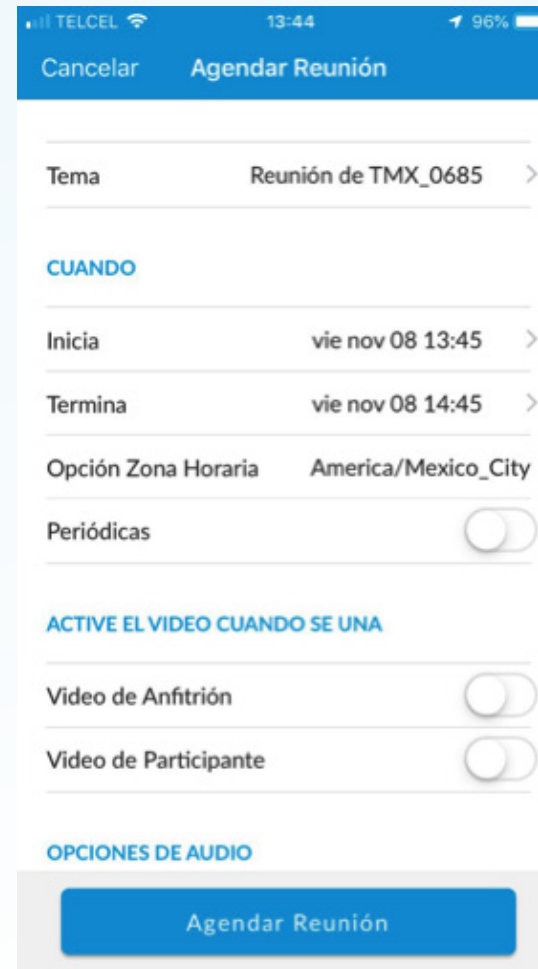 TELCEL 13:44 96%
Cancelar Agendar Reunión
Tema Reunión de TMX_0685 >
CUANDO
Inicia vie nov 08 13:45 >
Termina vie nov 08 14:45 >
Opción Zona Horaria America/Mexico_City
Periódicas
ACTIVE EL VIDEO CUANDO SE UNA
Video de Anfitrión
Video de Participante
OPCIONES DE AUDIO
Agendar Reunión